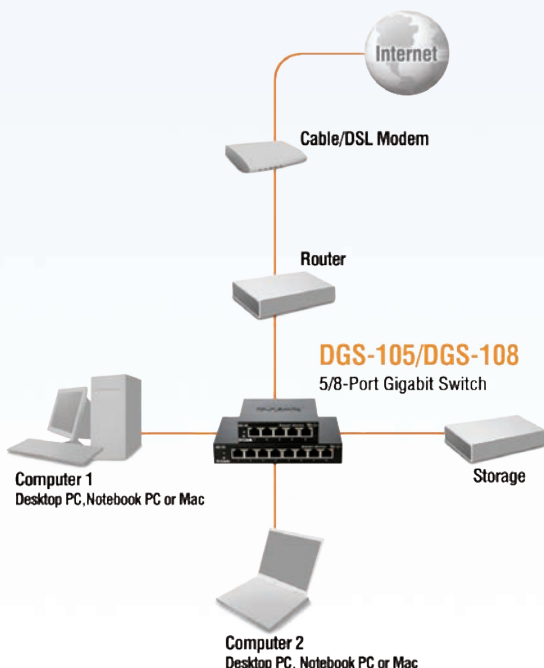 Internet
Cable/DSL Modem
Router
DGS-105/DGS-108
5/8-Port Gigabit Switch
Computer 1
Desktop PC,Notebook PC or Mac
Storage
Computer 2
Desktop PC, Notebook PC or Mac